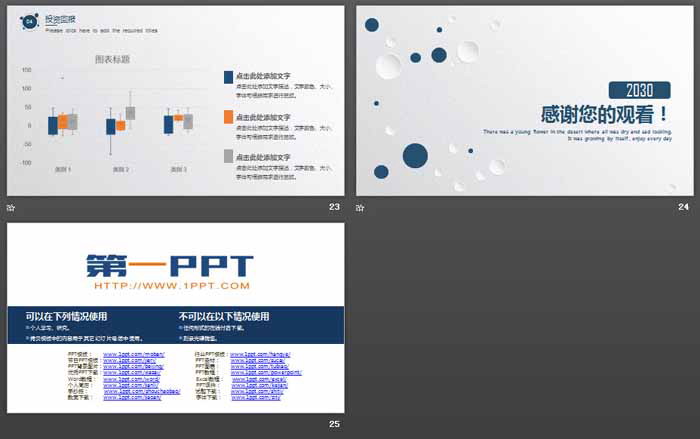 04
投资回报
Please click here to add the required titles
图表标题
150
100
50
0
-50
-100
类别 1
类别 2
类别 3
点击此处添加文字
点击此处添加文字描述，文字颜色、大小、
字体可根据需求进行更改。
点击此处添加文字
点击此处添加文字描述，文字颜色、大小、
字体可根据需求进行更改。
点击此处添加文字
点击此处添加文字描述，文字颜色、大小、
字体可根据需求进行更改。
23
2030
感谢您的观看！
There was a young flower in the desert where all was dry and sad looking.
It was growing by itself, enjoy every day
24
第一PPT
HTTP://WWW.1PPT.COM
可以在下列情况使用
个人学习、研究。
拷贝模板中的内容用于其它幻灯片母版中使用。
不可以在以下情况使用
任何形式的在线付费下载。
刻录光碟销售。
PPT模板： www.1ppt.com/moban/
节日PPT模板： www.1ppt.com/jieri/
PPT背景图片： www.1ppt.com/beijing/
优秀PPT下载： www.1ppt.com/xiazai/
Word教程： www.1ppt.com/word/
个人简历： www.1ppt.com/jianli/
手抄报： www.1ppt.com/shouchaobao/
教案下载： www.1ppt.com/jiaoan/
行业PPT模板： www.1ppt.com/hangye/
PPT素材： www.1ppt.com/sucai/
PPT图表： www.1ppt.com/tubiao/
PPT教程： www.1ppt.com/powerpoint/
Excel教程： www.1ppt.com/excel/
PPT课件： www.1ppt.com/kejian/
试题下载： www.1ppt.com/shiti/
字体下载： www.1ppt.com/ziti/
25